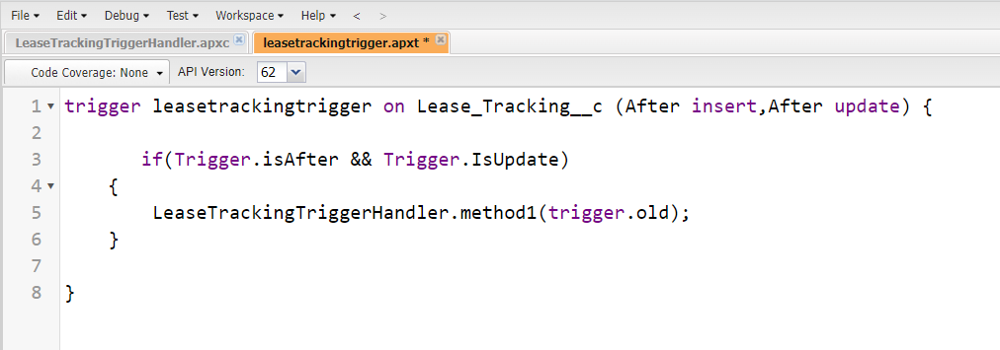 File Edit Debug Test Workspace Help < >
LeaseTrackingTriggerHandler.apxc leasetrackingtrigger.apxt *
Code Coverage: None API Version: 62
1 trigger leasetrackingtrigger on Lease_Tracking__c (After insert,After update) {
2
3 if(Trigger.isAfter && Trigger.IsUpdate)
4 {
5 LeaseTrackingTriggerHandler.method1(trigger.old);
6 }
7
8 }